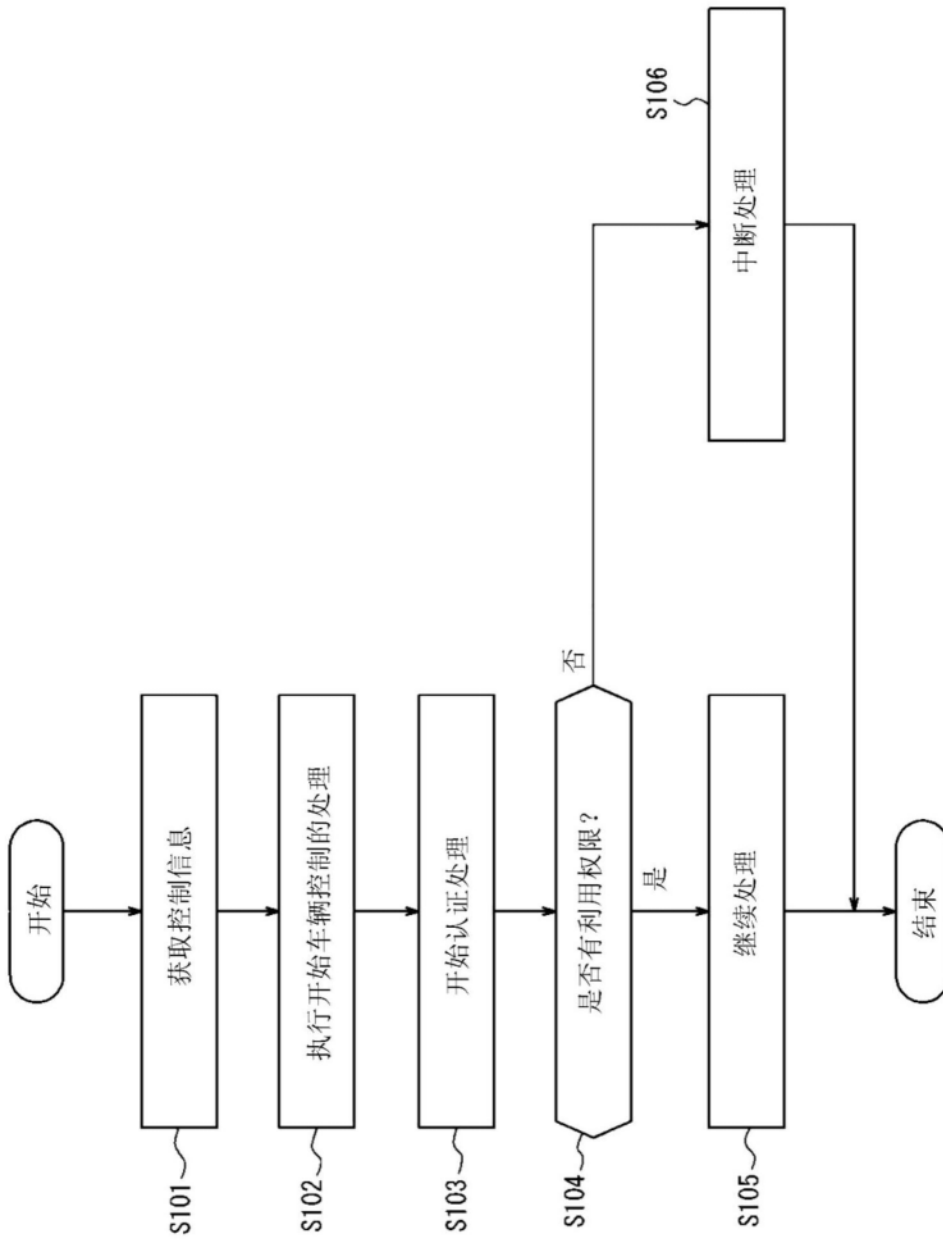 开始
S101
获取控制信息
S102
执行开始车辆控制的处理
S103
开始认证处理
S104
是否有利用权限？
否
是
S105
继续处理
S106
中断处理
结束